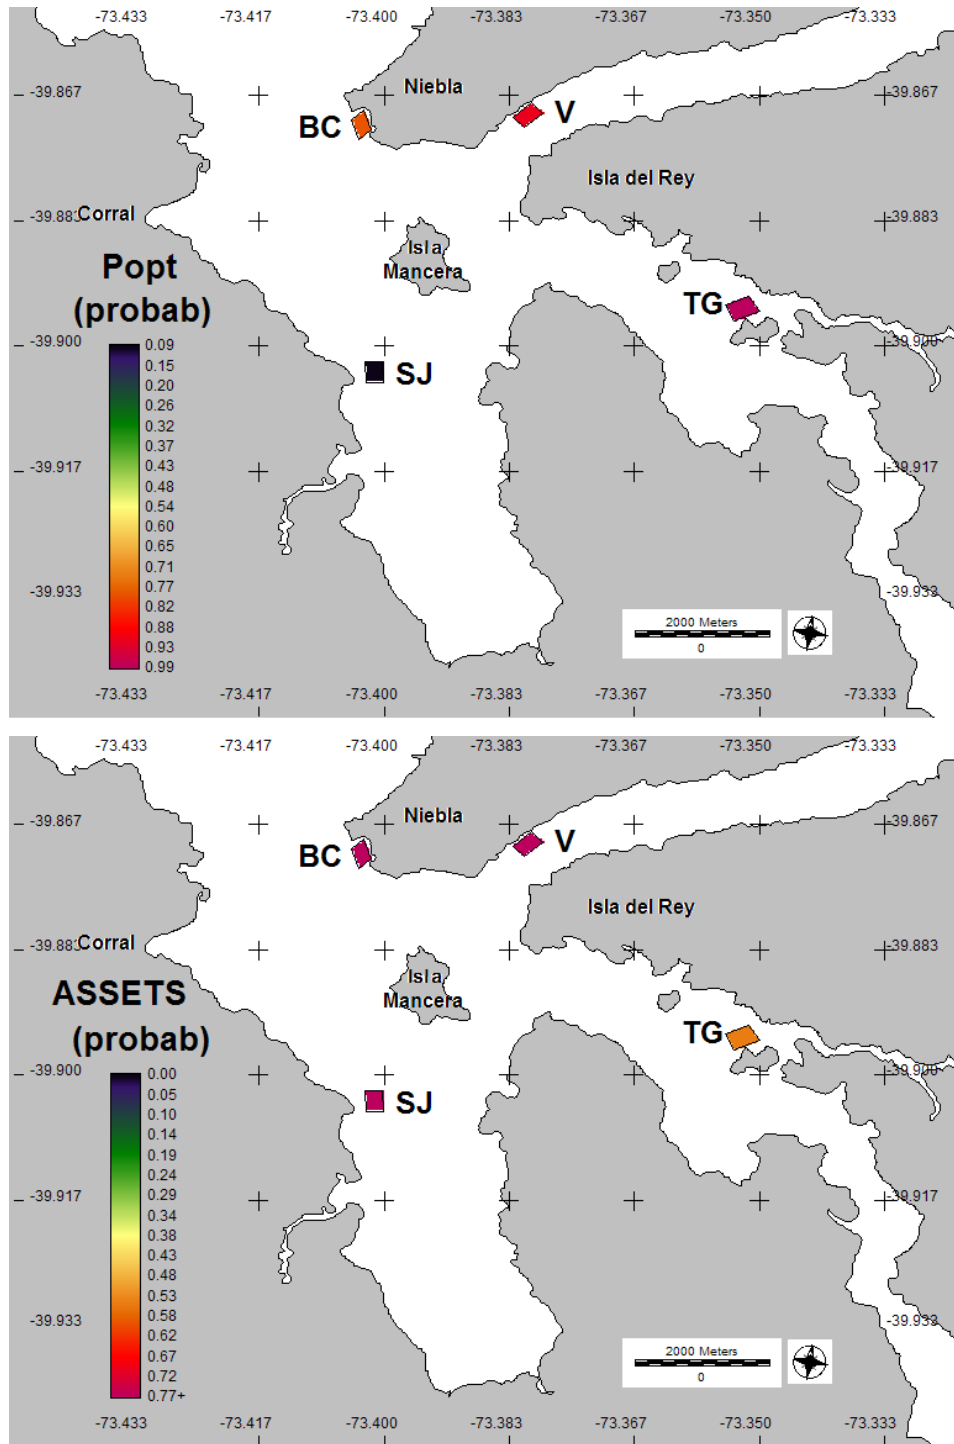 -73.433 -73.417 -73.400 -73.383 -73.367 -73.350 -73.333
Niebla
-39.867 -39.867
BC V
Isla del Rey
-39.883 Corral -39.883
Isla
Mancera
Popt
(probab)
TG
-39.900 -39.900
0.09
SJ
0.15
0.20
0.26
0.32
0.37
0.43
0.48
0.54
0.60
0.65
0.71
0.77
0.82
0.88
0.93
0.99
-39.917 -39.917
-39.933 -39.933
2000 Meters
0
-73.433 -73.417 -73.400 -73.383 -73.367 -73.350 -73.333
-73.433 -73.417 -73.400 -73.383 -73.367 -73.350 -73.333
Niebla
-39.867 -39.867
BC V
Isla del Rey
-39.883 Corral -39.883
Isla
Mancera
ASSETS
(probab)
TG
-39.900 -39.900
0.00
SJ
0.05
0.10
0.14
0.19
0.24
0.29
0.34
0.38
0.43
0.48
0.53
0.58
0.62
0.67
0.72
0.77+
-39.917 -39.917
-39.933 -39.933
2000 Meters
0
-73.433 -73.417 -73.400 -73.383 -73.367 -73.350 -73.333